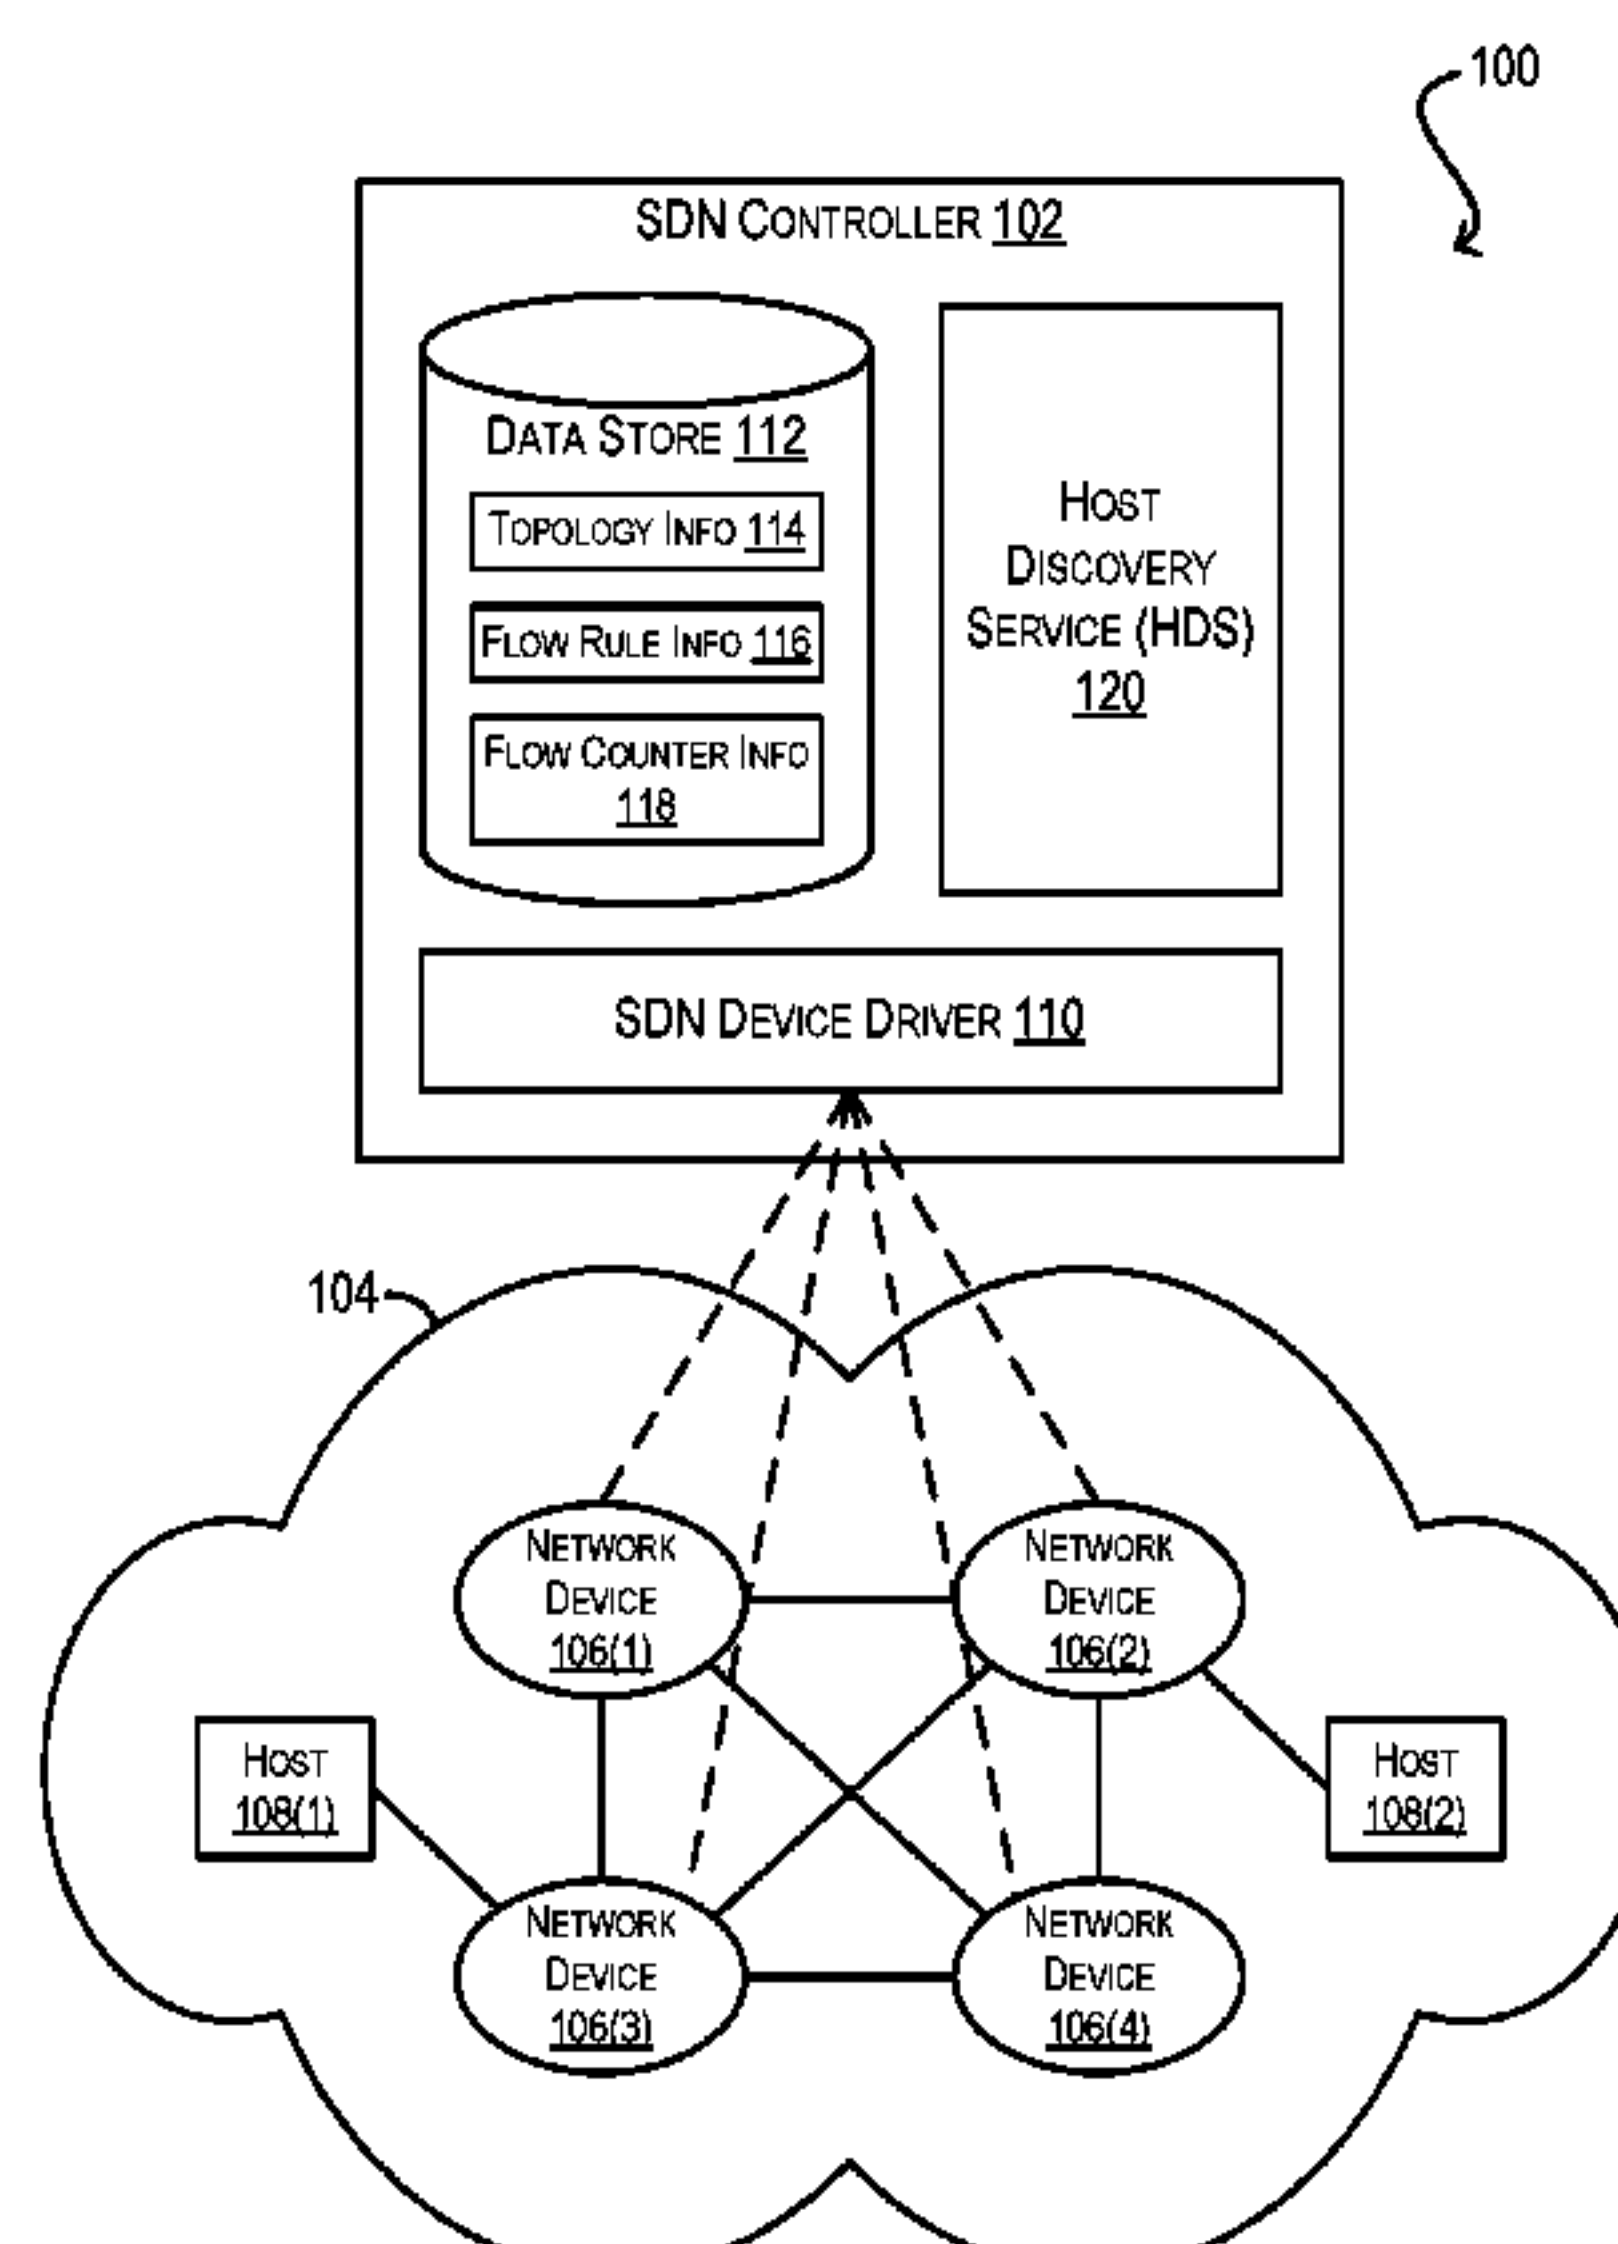 100
SDN CONTROLLER 102
DATA STORE 112
TOPOLOGY INFO 114
FLOW RULE INFO 116
FLOW COUNTER INFO
118
HOST
DISCOVERY
SERVICE (HDS)
120
SDN DEVICE DRIVER 110
104
NETWORK
DEVICE
106(1)
NETWORK
DEVICE
106(2)
HOST
108(1)
HOST
108(2)
NETWORK
DEVICE
106(3)
NETWORK
DEVICE
106(4)